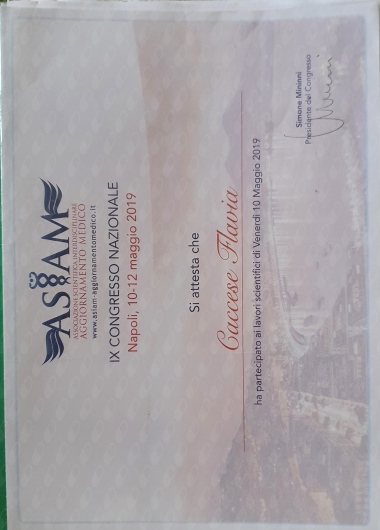 ASIAM
ASSOCIAZIONE SCIENTIFICA INTERDISCIPLINARE
AGGIORNAMENTO MEDICO
www.asiam-aggiornamentomedico.it
IX CONGRESSO NAZIONALE
Napoli, 10-12 maggio 2019
Si attesta che
Caccese Flavia
ha partecipato ai lavori scientifici di Venerdì 10 Maggio 2019
Simone Mininni
Presidente del Congresso